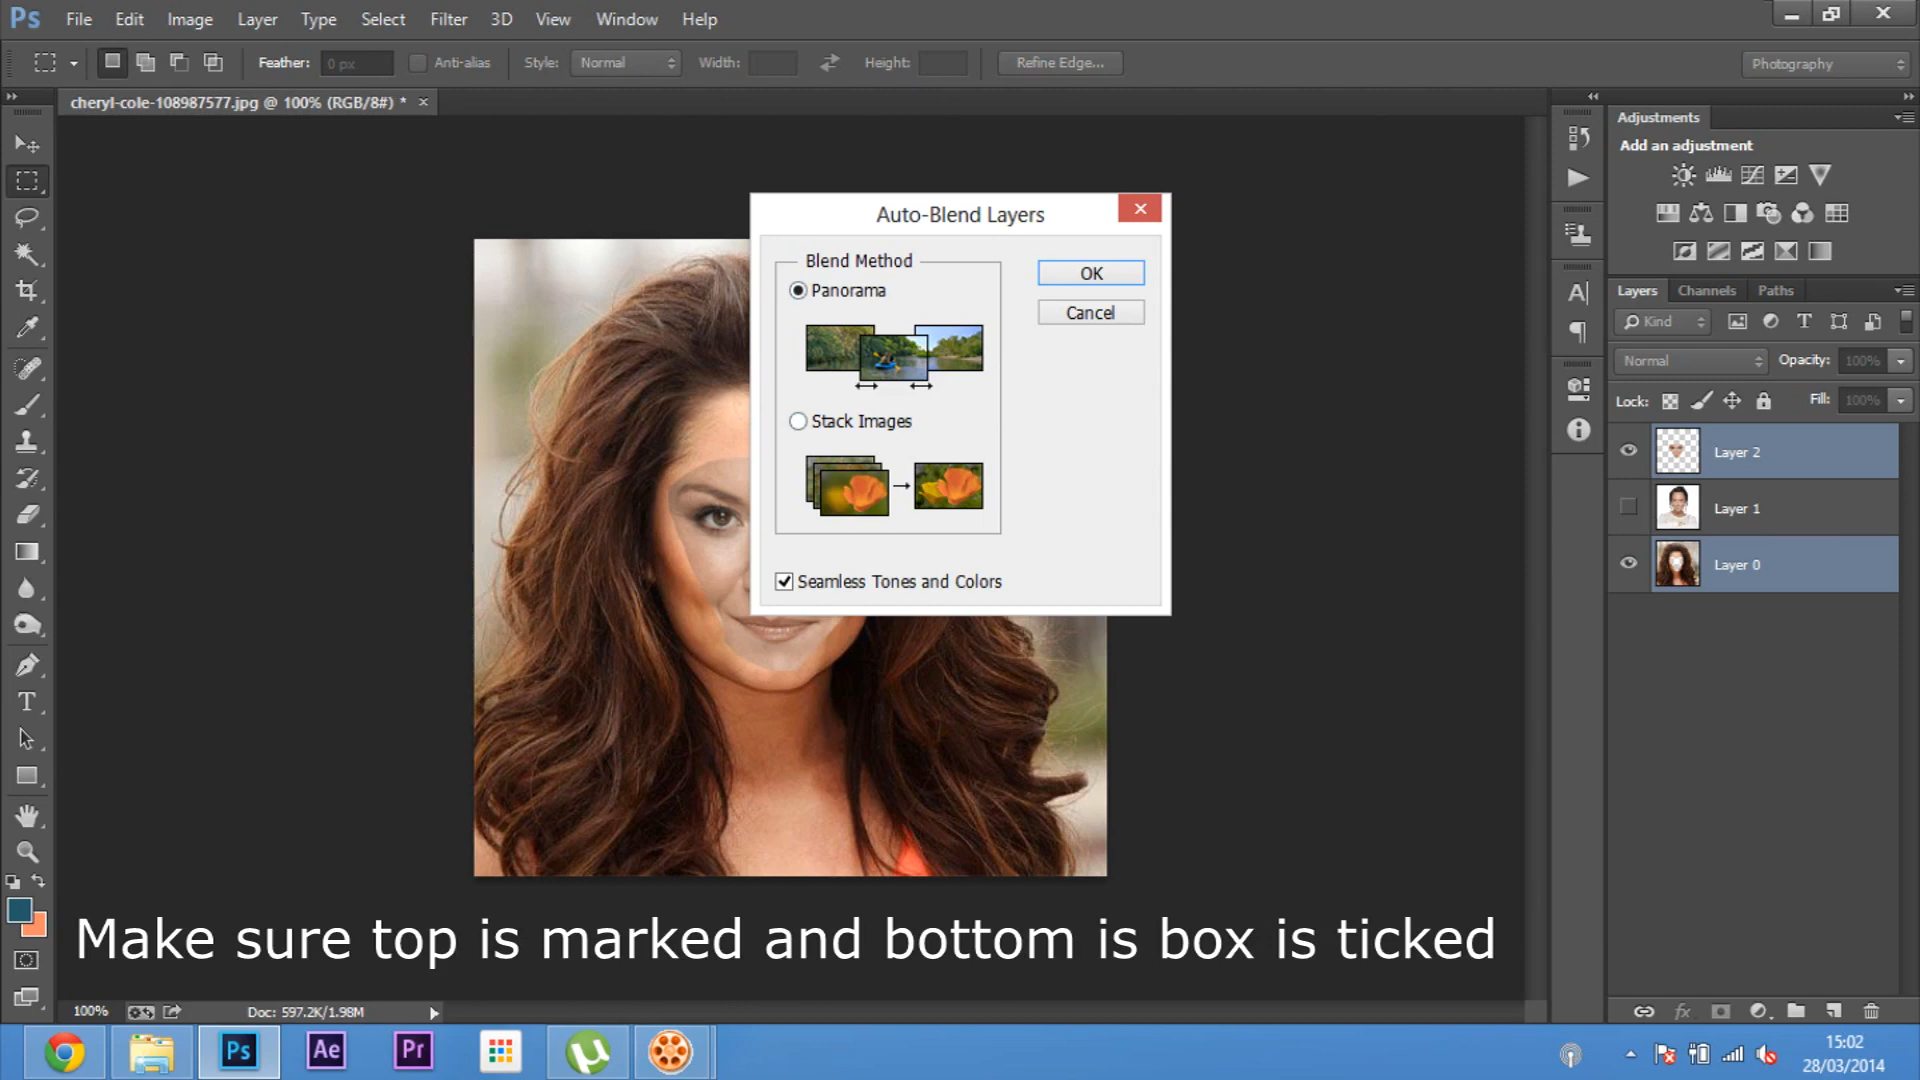 Ps File Edit Image Layer Type Select Filter 3D View Window Help
Feather: 0 px Anti-alias Style: Normal Width: Height: Refine Edge... Photography
cheryl-cole-108987577.jpg @ 100% (RGB/8#) * ×
Adjustments
Add an adjustment
Auto-Blend Layers
Blend Method
Panorama
Stack Images
Seamless Tones and Colors
OK
Cancel
Layers Channels Paths
Kind
Normal Opacity: 100%
Lock: Fill: 100%
Layer 2
Layer 1
Layer 0
Make sure top is marked and bottom is box is ticked
100% Doc: 597.2K/1.98M
Ps Ae Pr
15:02
28/03/2014